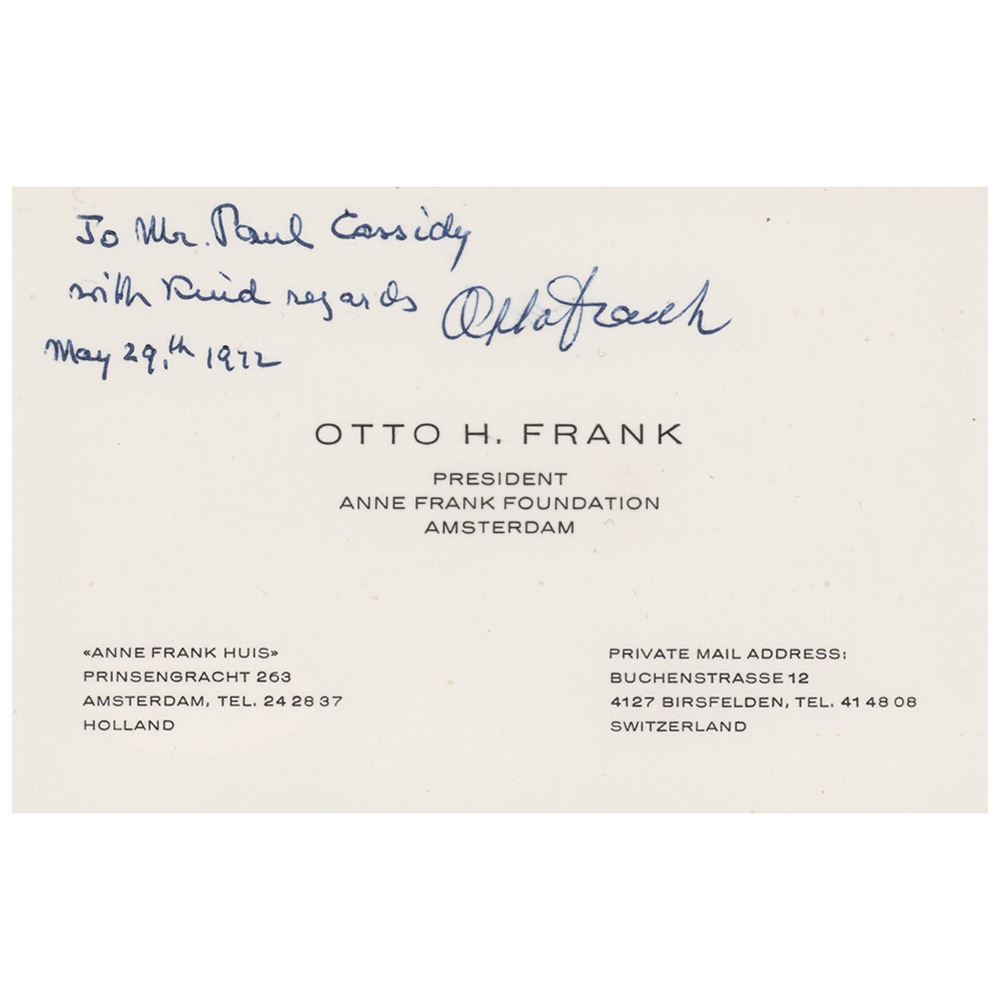 To Mr. Paul Cassidy
with kind regards Otto Frank
May 29.th 1972
OTTO H. FRANK
PRESIDENT
ANNE FRANK FOUNDATION
AMSTERDAM
«ANNE FRANK HUIS»
PRINSENGRACHT 263
AMSTERDAM, TEL. 24 28 37
HOLLAND
PRIVATE MAIL ADDRESS:
BUCHENSTRASSE 12
4127 BIRSFELDEN, TEL. 41 48 08
SWITZERLAND